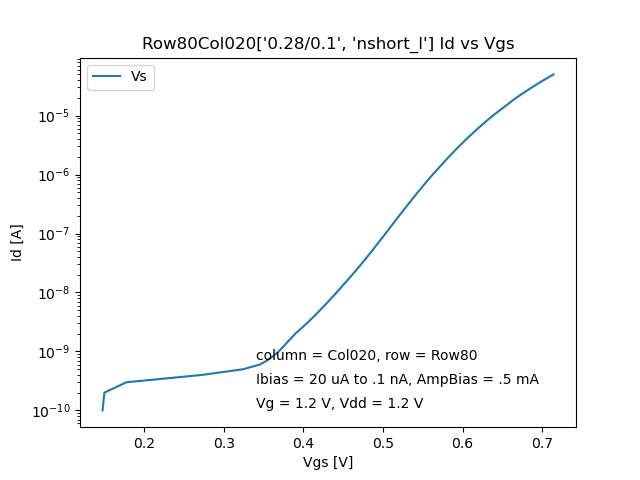 Row80Col020['0.28/0.1', 'nshort_l'] Id vs Vgs
Vs
10^-5
10^-6
10^-7
10^-8
10^-9
10^-10
Id [A]
column = Col020, row = Row80
Ibias = 20 uA to .1 nA, AmpBias = .5 mA
Vg = 1.2 V, Vdd = 1.2 V
0.2 0.3 0.4 0.5 0.6 0.7
Vgs [V]